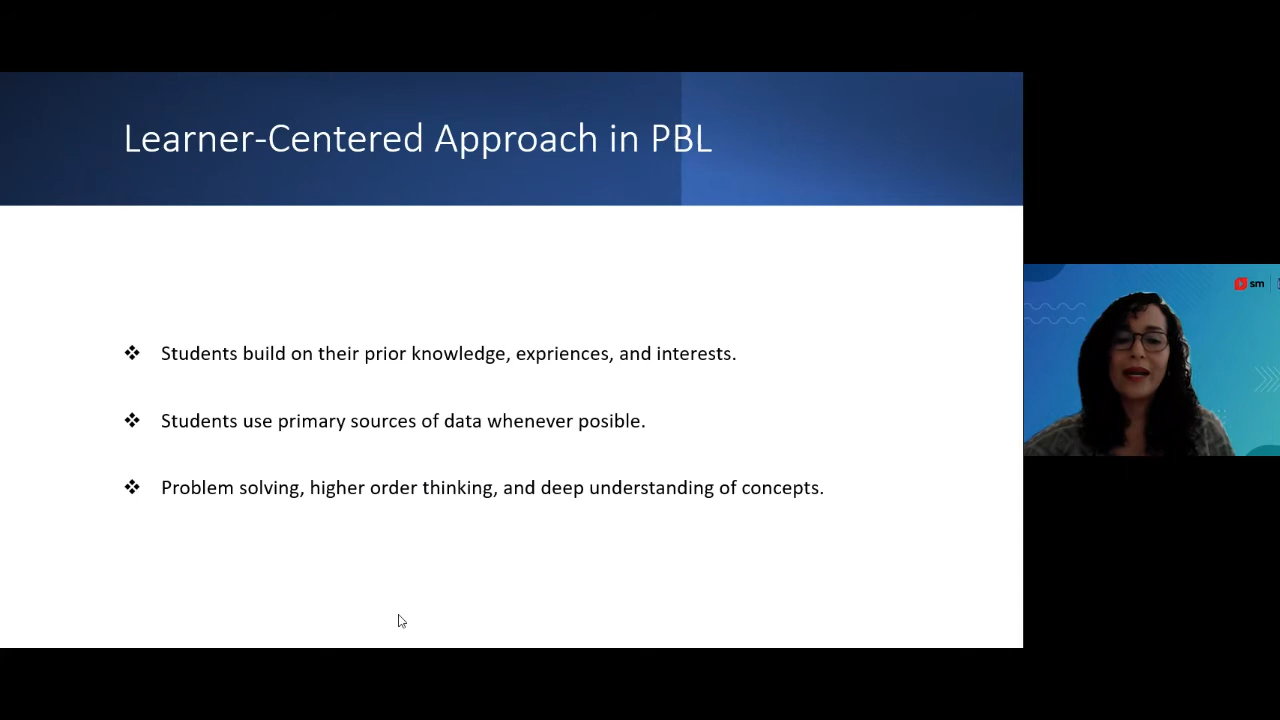 Learner-Centered Approach in PBL
Students build on their prior knowledge, expriences, and interests.
Students use primary sources of data whenever posible.
Problem solving, higher order thinking, and deep understanding of concepts.
sm